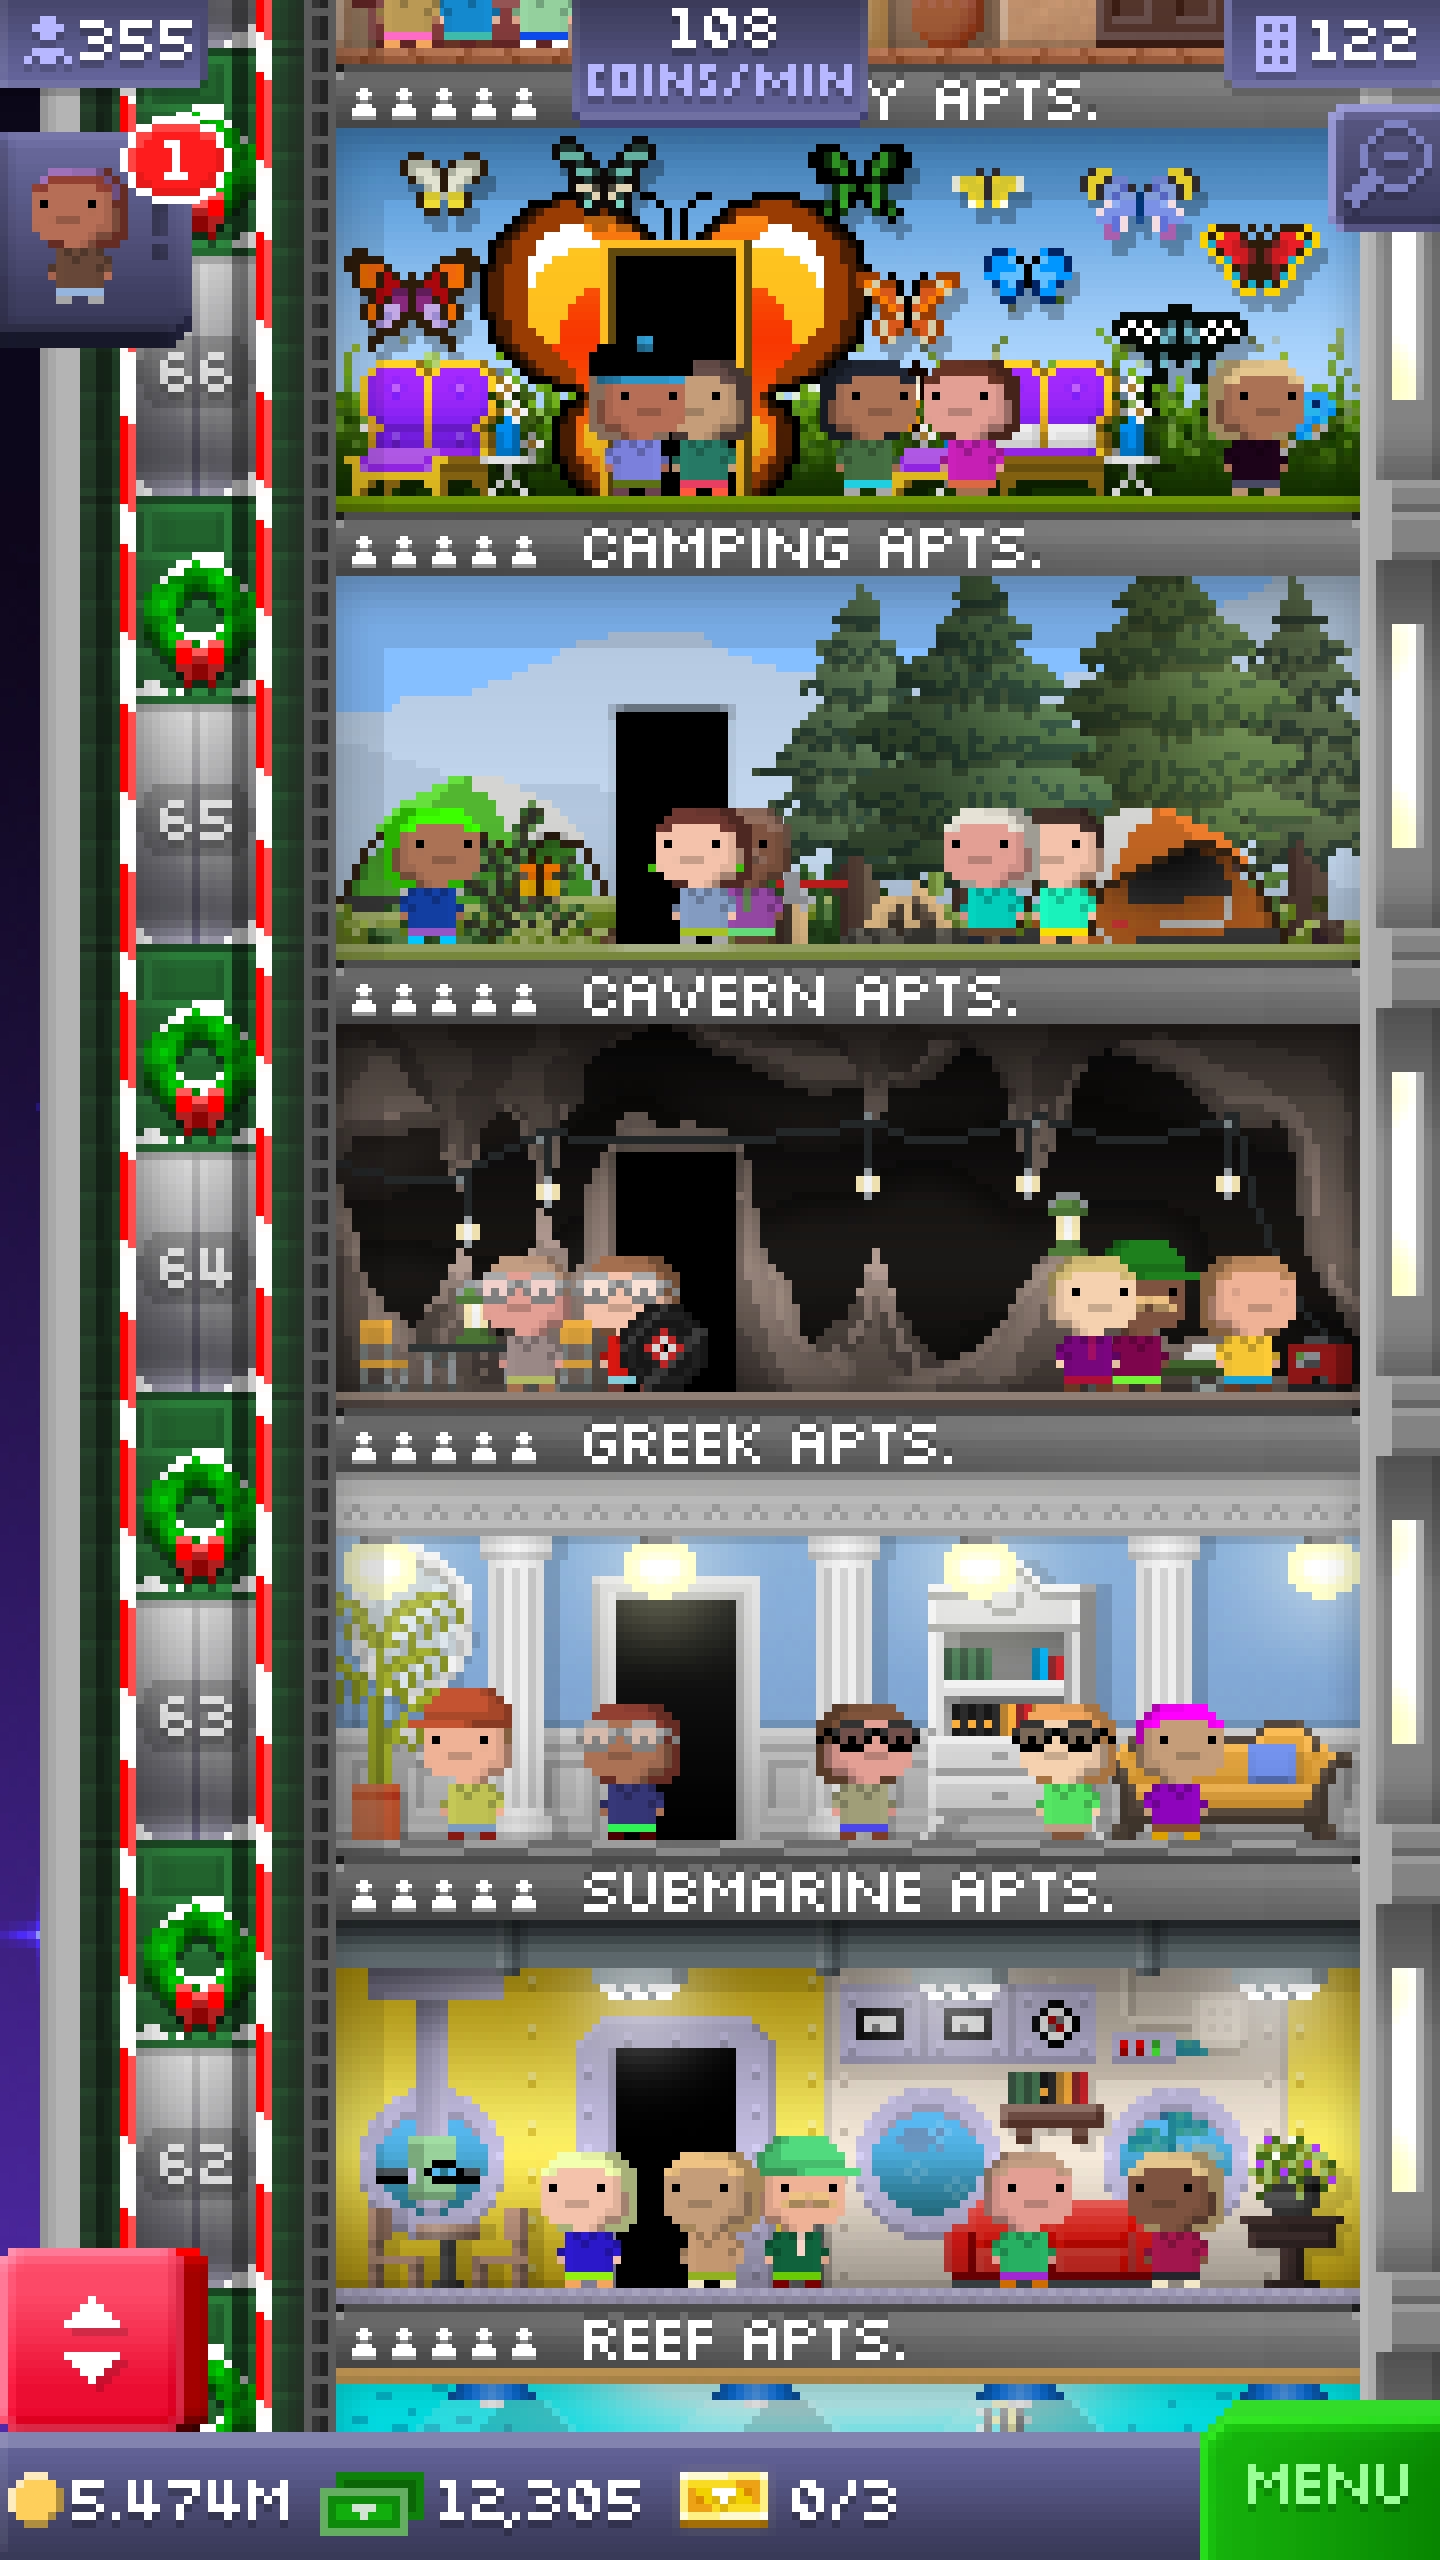 355
108
COINS/MIN
122
1
Y APTS.
66
CAMPING APTS.
65
CAVERN APTS.
64
GREEK APTS.
63
SUBMARINE APTS.
62
REEF APTS.
5.474M 12,305 0/3
MENU